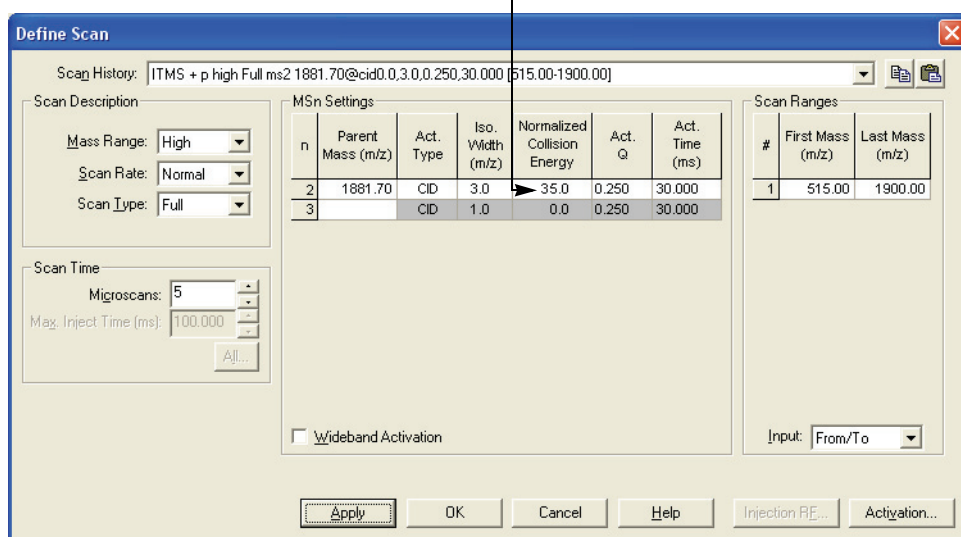 Define Scan
Scan History: ITMS + p high Full ms2 1881.70@cid0.0,3.0,0.250,30.000 [515.00-1900.00]
Scan Description
Mass Range: High
Scan Rate: Normal
Scan Type: Full
Scan Time
Microscans: 5
Max. Inject Time (ms): 100.000
All...
MSn Settings
n Parent Mass (m/z) Act. Type Iso. Width (m/z) Normalized Collision Energy Act. Q Act. Time (ms)
2 1881.70 CID 3.0 35.0 0.250 30.000
3 CID 1.0 0.0 0.250 30.000
Wideband Activation
Scan Ranges
# First Mass (m/z) Last Mass (m/z)
1 515.00 1900.00
Input: From/To
Apply OK Cancel Help Injection RF... Activation...